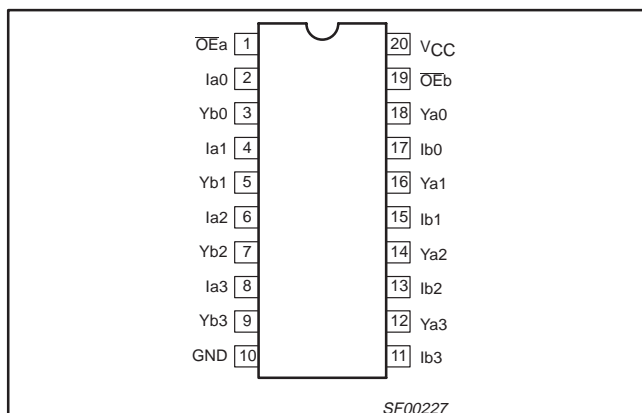 OEa 1 20 VCC
Ia0 2 19 OEb
Yb0 3 18 Ya0
Ia1 4 17 Ib0
Yb1 5 16 Ya1
Ia2 6 15 Ib1
Yb2 7 14 Ya2
Ia3 8 13 Ib2
Yb3 9 12 Ya3
GND 10 11 Ib3
SF00227